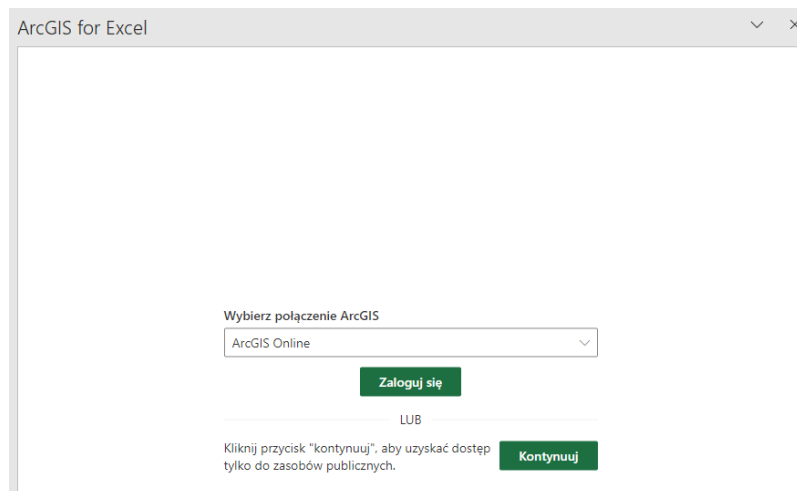 ArcGIS for Excel
Wybierz połączenie ArcGIS
ArcGIS Online
Zaloguj się
LUB
Kliknij przycisk "kontynuuj", aby uzyskać dostęp
tylko do zasobów publicznych.
Kontynuuj